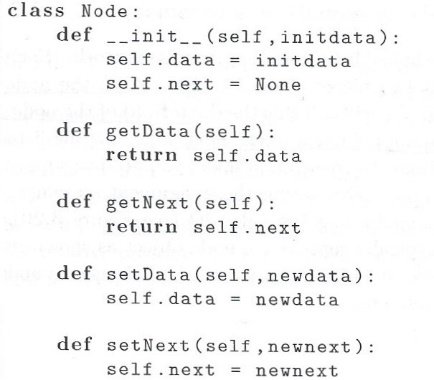 class Node:
    def __init__(self,initdata):
        self.data = initdata
        self.next = None
    def getData(self):
        return self.data
    def getNext(self):
        return self.next
    def setData(self,newdata):
        self.data = newdata
    def setNext(self,newnext):
        self.next = newnext